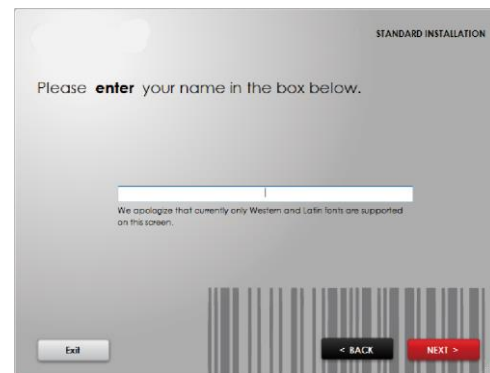 STANDARD INSTALLATION
Please enter your name in the box below.
We apologize that currently only Western and Latin fonts are supported
on this screen.
Exit
< BACK
NEXT >